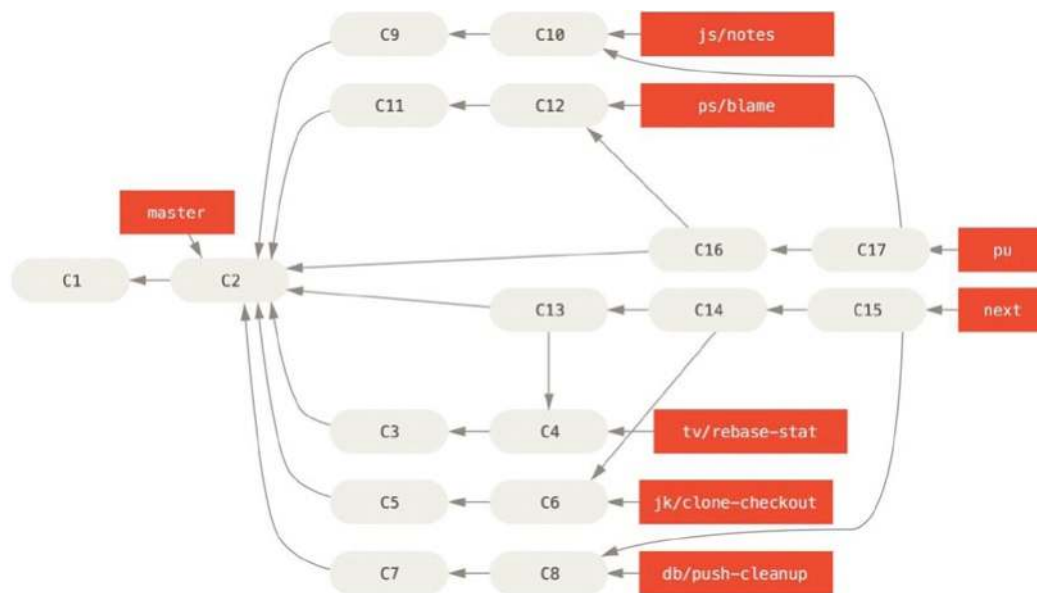 C9 C10 js/notes
C11 C12 ps/blame
master
C16 C17 pu
C1 C2
C13 C14 C15 next
C3 C4 tv/rebase-stat
C5 C6 jk/clone-checkout
C7 C8 db/push-cleanup